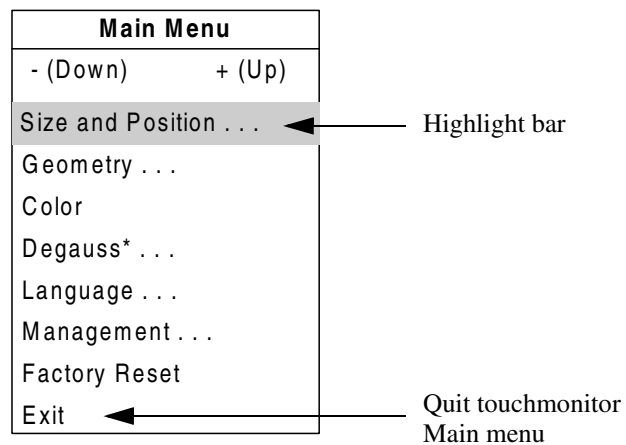 Main Menu
- (Down) + (Up)
Size and Position . . .
Highlight bar
Geometry . . .
Color
Degauss* . . .
Language . . .
Management . . .
Factory Reset
Exit
Quit touchmonitor
Main menu